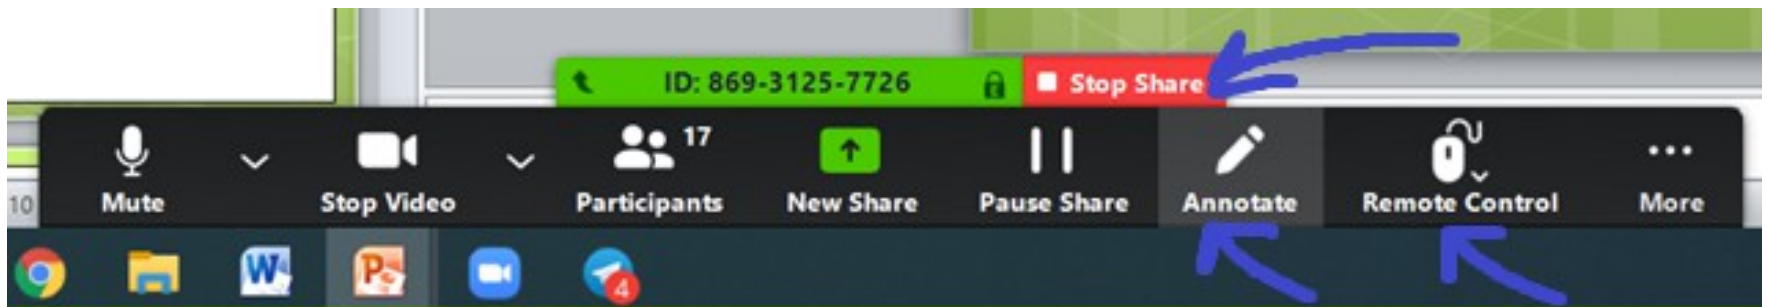 ID: 869-3125-7726 Stop Share
17
Mute Stop Video Participants New Share Pause Share Annotate Remote Control More
10
W P 4